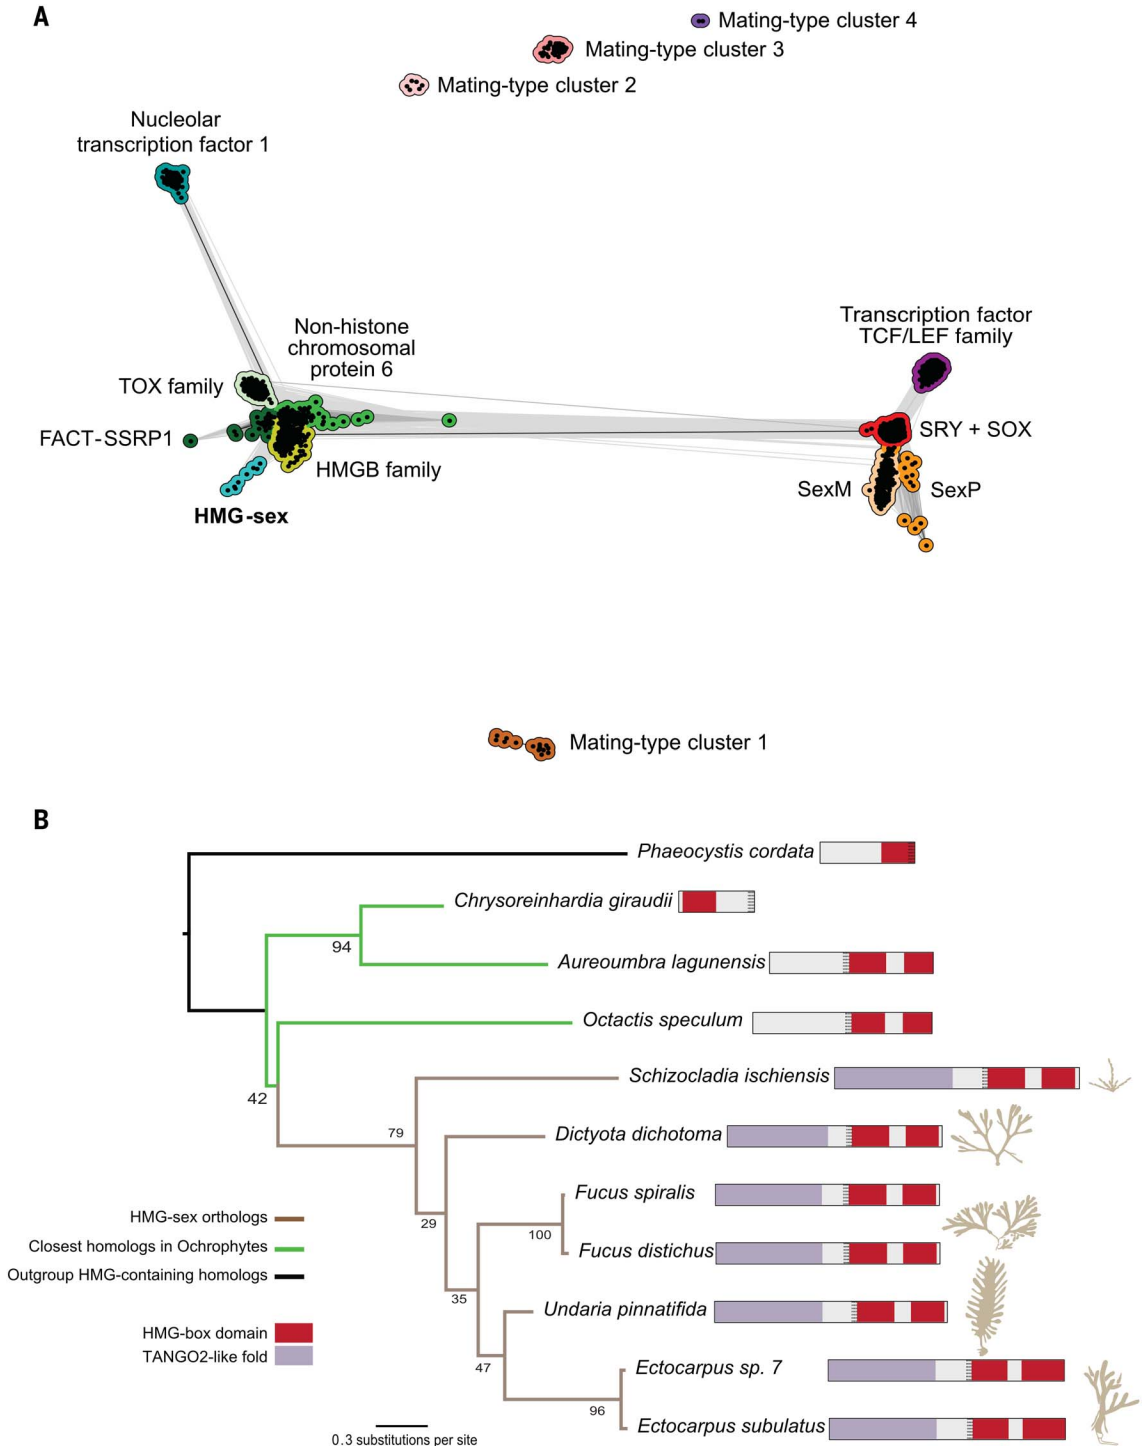 A
Mating-type cluster 4
Mating-type cluster 3
Mating-type cluster 2
Nucleolar
transcription factor 1
Non-histone
chromosomal
protein 6
Transcription factor
TCF/LEF family
TOX family
FACT-SSRP1
SRY + SOX
HMGB family
SexM
SexP
HMG-sex
Mating-type cluster 1
B
Phaeocystis cordata
Chrysoreinhardia giraudii
94
Aureoumbra lagunensis
Octactis speculum
42
Schizocladia ischiensis
79
Dictyota dichotoma
Fucus spiralis
29
100
Fucus distichus
HMG-sex orthologs
Closest homologs in Ochrophytes
Outgroup HMG-containing homologs
35
Undaria pinnatifida
HMG-box domain
TANGO2-like fold
47
Ectocarpus sp. 7
96
Ectocarpus subulatus
0.3 substitutions per site